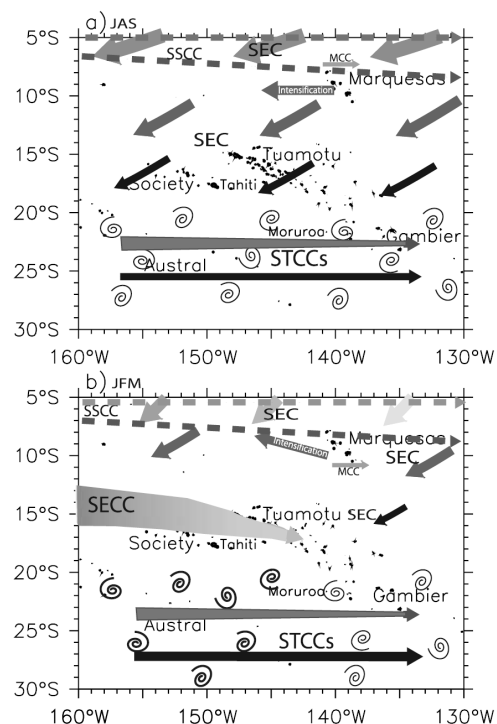 a) JAS
5°S
SSCC
SEC
MCC
Marquesas
Intensification
10°S
SEC
Tuamotu
15°S
Society
Tahiti
20°S
Moruroa
Gambier
Austral
STCCs
25°S
30°S
160°W
150°W
140°W
130°W
b) JFM
5°S
SSCC
SEC
Marquesas
Intensification
SEC
10°S
MCC
SECC
Tuamotu
SEC
15°S
Society
Tahiti
20°S
Moruroa
Gambier
Austral
25°S
STCCs
30°S
160°W
150°W
140°W
130°W